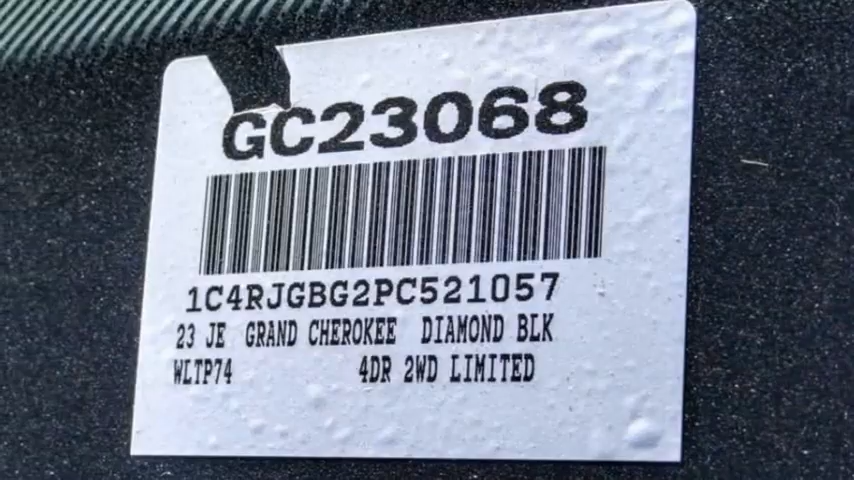 GC23068
1C4RJGBG2PC521057
23 JE GRAND CHEROKEE DIAMOND BLK
WLTP74 4DR 2WD LIMITED